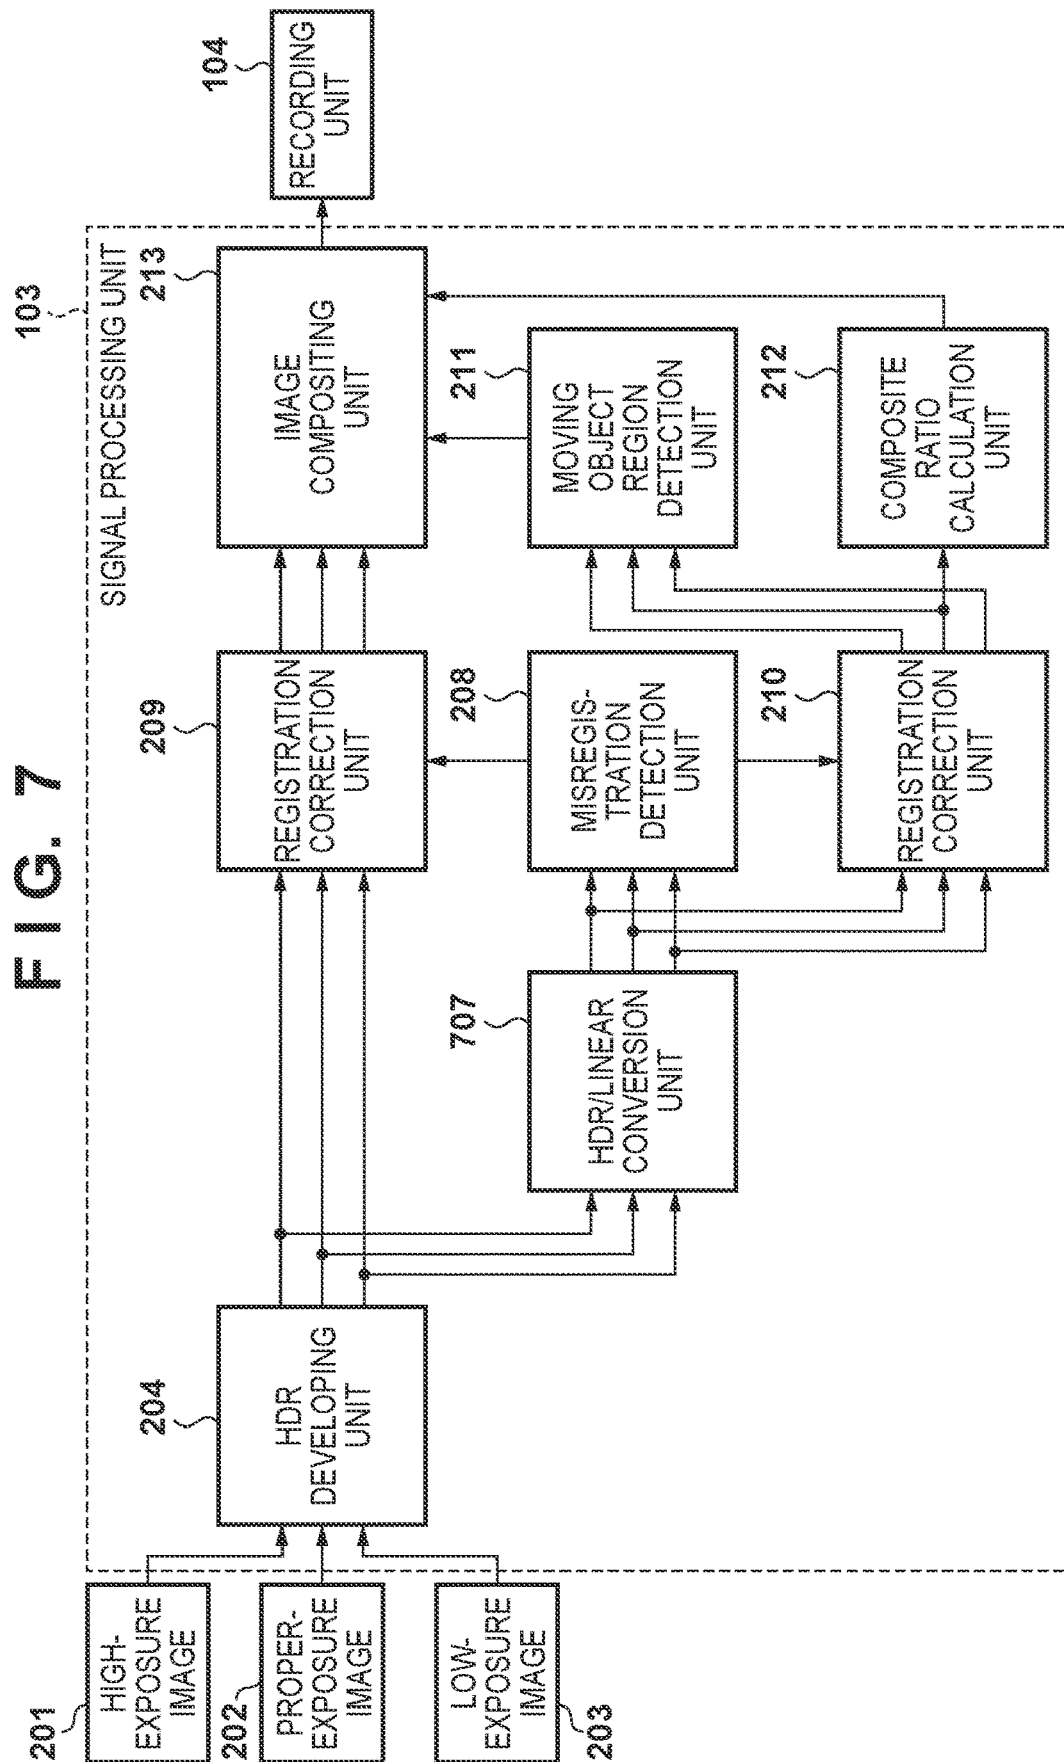 FIG. 7
103
SIGNAL PROCESSING UNIT
201
HIGH-
EXPOSURE
IMAGE
202
PROPER-
EXPOSURE
IMAGE
203
LOW-
EXPOSURE
IMAGE
204
HDR
DEVELOPING
UNIT
707
HDR/LINEAR
CONVERSION
UNIT
209
REGISTRATION
CORRECTION
UNIT
208
MISREGIS-
TRATION
DETECTION
UNIT
210
REGISTRATION
CORRECTION
UNIT
213
IMAGE
COMPOSITING
UNIT
211
MOVING
OBJECT
REGION
DETECTION
UNIT
212
COMPOSITE
RATIO
CALCULATION
UNIT
104
RECORDING
UNIT